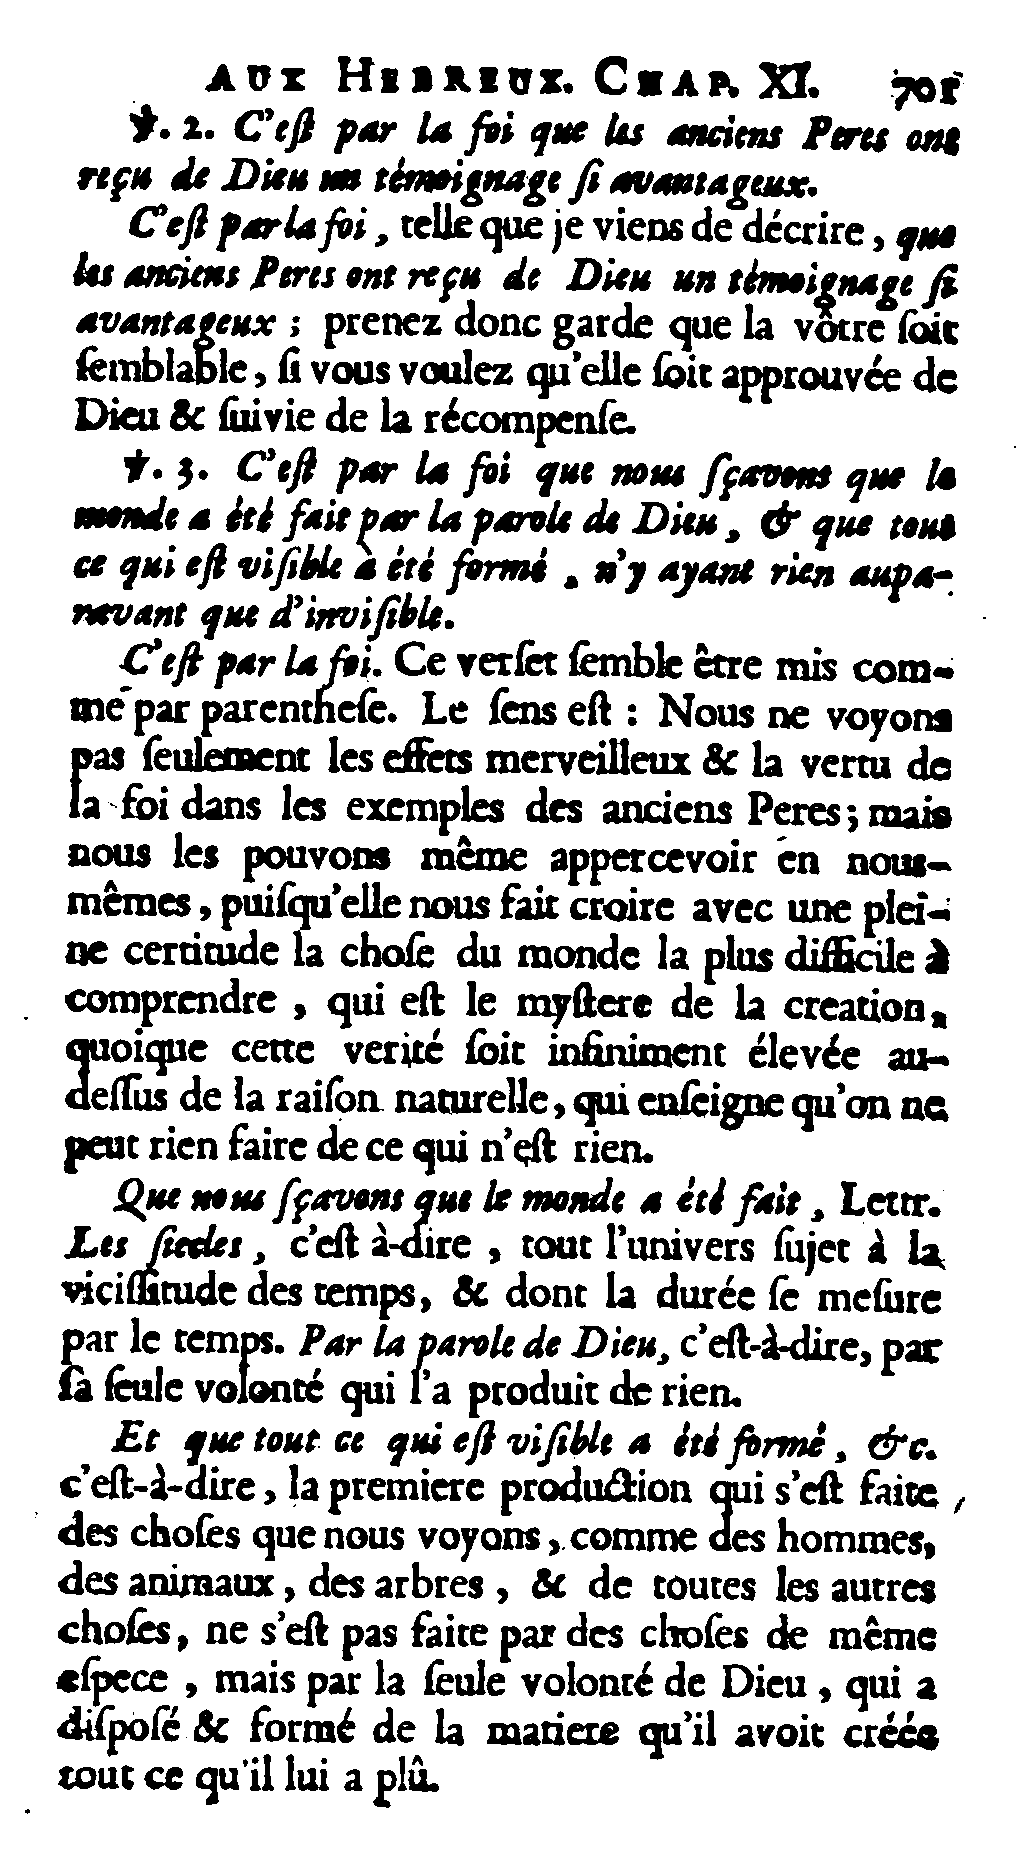 AUX HEBREUX. CHAP. XI. 701
℣. 2. C'eſt par la foi que les anciens Peres ont
reçu de Dieu un témoignage ſi avantageux.
C'eſt par la foi, telle que je viens de décrire, que
les anciens Peres ont reçu de Dieu un témoignage ſi
avantageux ; prenez donc garde que la vôtre ſoit
ſemblable, ſi vous voulez qu'elle ſoit approuvée de
Dieu & ſuivie de la récompenſe.
℣. 3. C'eſt par la foi que nous ſçavons que le
monde a été fait par la parole de Dieu, & que tout
ce qui eſt viſible à été formé, n'y ayant rien aupa-
ravant que d'inviſible.
C'eſt par la foi. Ce verſet ſemble être mis com-
me par parentheſe. Le ſens eſt : Nous ne voyons
pas ſeulement les effets merveilleux & la vertu de
la foi dans les exemples des anciens Peres ; mais
nous les pouvons même appercevoir en nous-
mêmes, puiſqu'elle nous fait croire avec une plei-
ne certitude la choſe du monde la plus difficile à
comprendre, qui eſt le myſtere de la creation,
quoique cette verité ſoit infiniment élevée au-
deſſus de la raiſon naturelle, qui enſeigne qu'on ne
peut rien faire de ce qui n'eſt rien.
Que nous ſçavons que le monde a été fait, Lettr.
Les ſiecles, c'eſt à-dire, tout l'univers ſujet à la
viciſſitude des temps, & dont la durée ſe meſure
par le temps. Par la parole de Dieu, c'eſt-à-dire, par
ſa ſeule volonté qui l'a produit de rien.
Et que tout ce qui eſt viſible a été formé, &c.
c'eſt-à-dire, la premiere production qui s'eſt faite
des choſes que nous voyons, comme des hommes,
des animaux, des arbres, & de toutes les autres
choſes, ne s'eſt pas faite par des choſes de même
eſpece, mais par la ſeule volonté de Dieu, qui a
diſpoſé & formé de la matiere qu'il avoit créée
tout ce qu'il lui a plû.